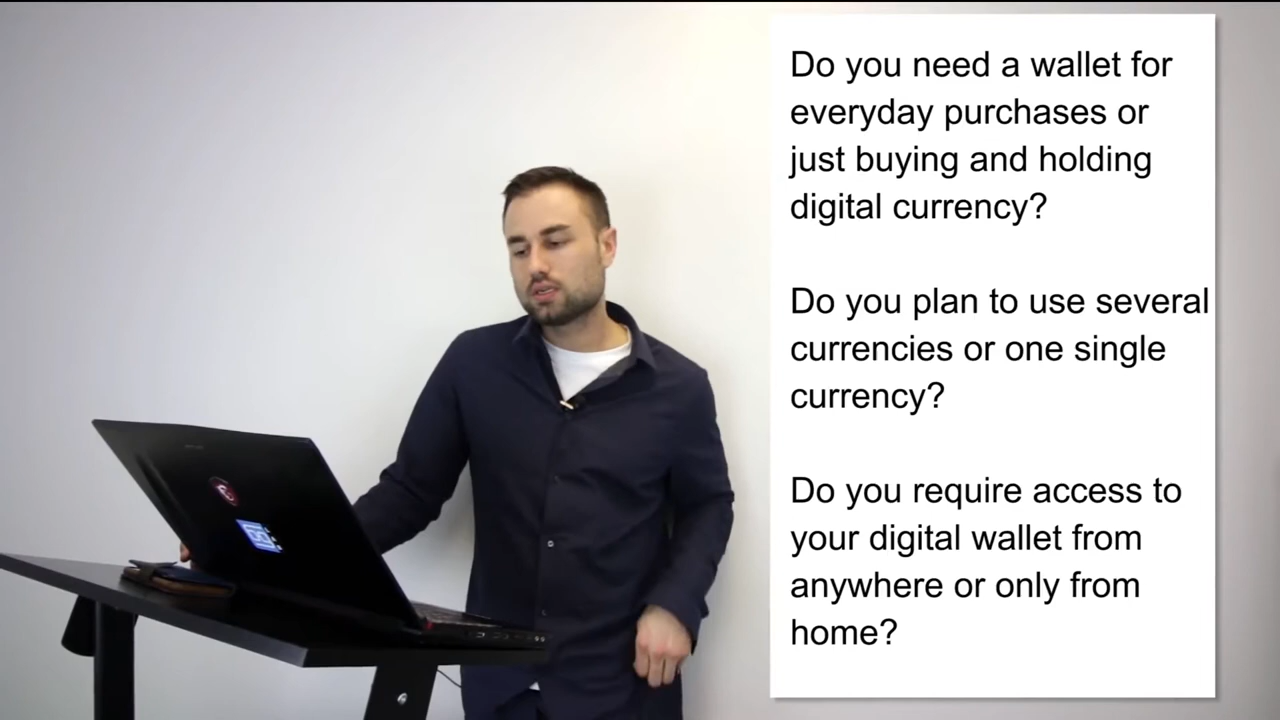 Do you need a wallet for
everyday purchases or
just buying and holding
digital currency?
Do you plan to use several
currencies or one single
currency?
Do you require access to
your digital wallet from
anywhere or only from
home?